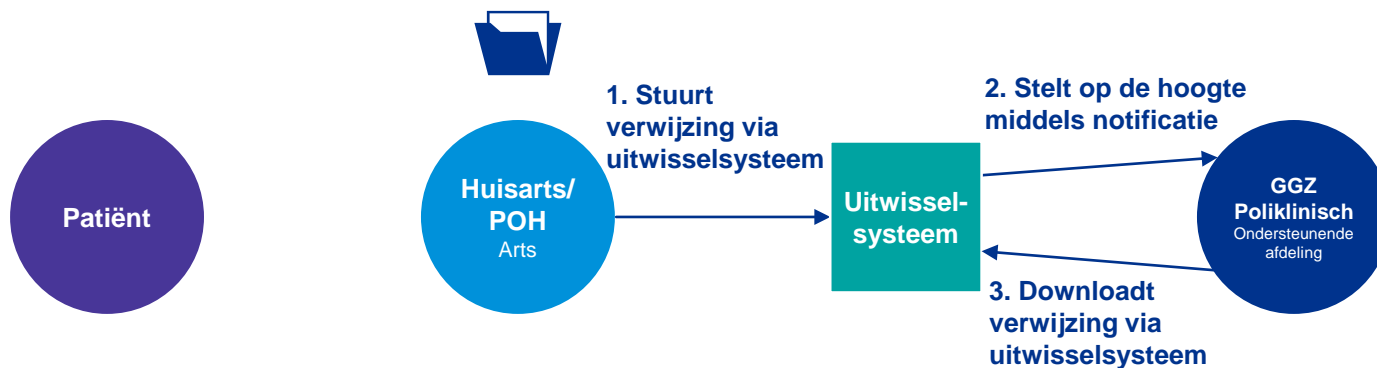 Patiënt
Huisarts/
POH
Arts
1. Stuurt
verwijzing via
uitwisselsysteem
Uitwissel-
systeem
2. Stelt op de hoogte
middels notificatie
GGZ
Poliklinisch
Ondersteunende
afdeling
3. Downloadt
verwijzing via
uitwisselsysteem